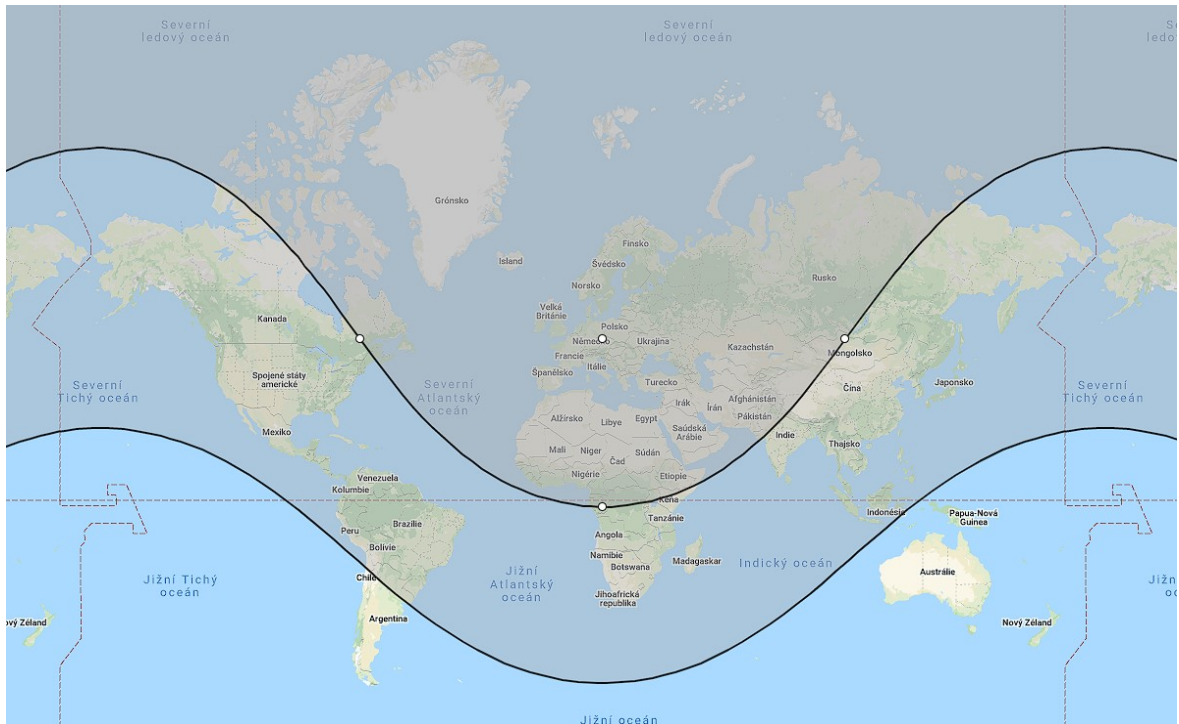 Severní
ledový oceán
Severní
ledový oceán
Grónsko
Island
Finsko
Švédsko
Norsko
Rusko
Velká
Británie
Polsko
Německo
Ukrajina
Francie
Itálie
Španělsko
Turecko
Kazachstán
Mongolsko
Kanada
Spojené státy
americké
Severní
Tichý oceán
Severní
Atlantský
oceán
Severní
Tichý oceán
Mexiko
Alžírsko
Libye
Egypt
Irák
Írán
Afghánistán
Pákistán
Saúdská
Arábie
Čína
Japonsko
Indie
Thajsko
Mali
Niger
Čad
Súdán
Nigérie
Etiopie
Keňa
Venezuela
Kolumbie
Brazílie
Peru
Bolívie
Chile
Argentina
Tanzánie
Angola
Namibie
Botswana
Madagaskar
Jihoafrická
republika
Indonésie
Papua-Nová
Guinea
Austrálie
Indický oceán
Jižní Tichý
oceán
Jižní
Atlantský
oceán
ový Zéland
Nový Zéland
Jižní oceán